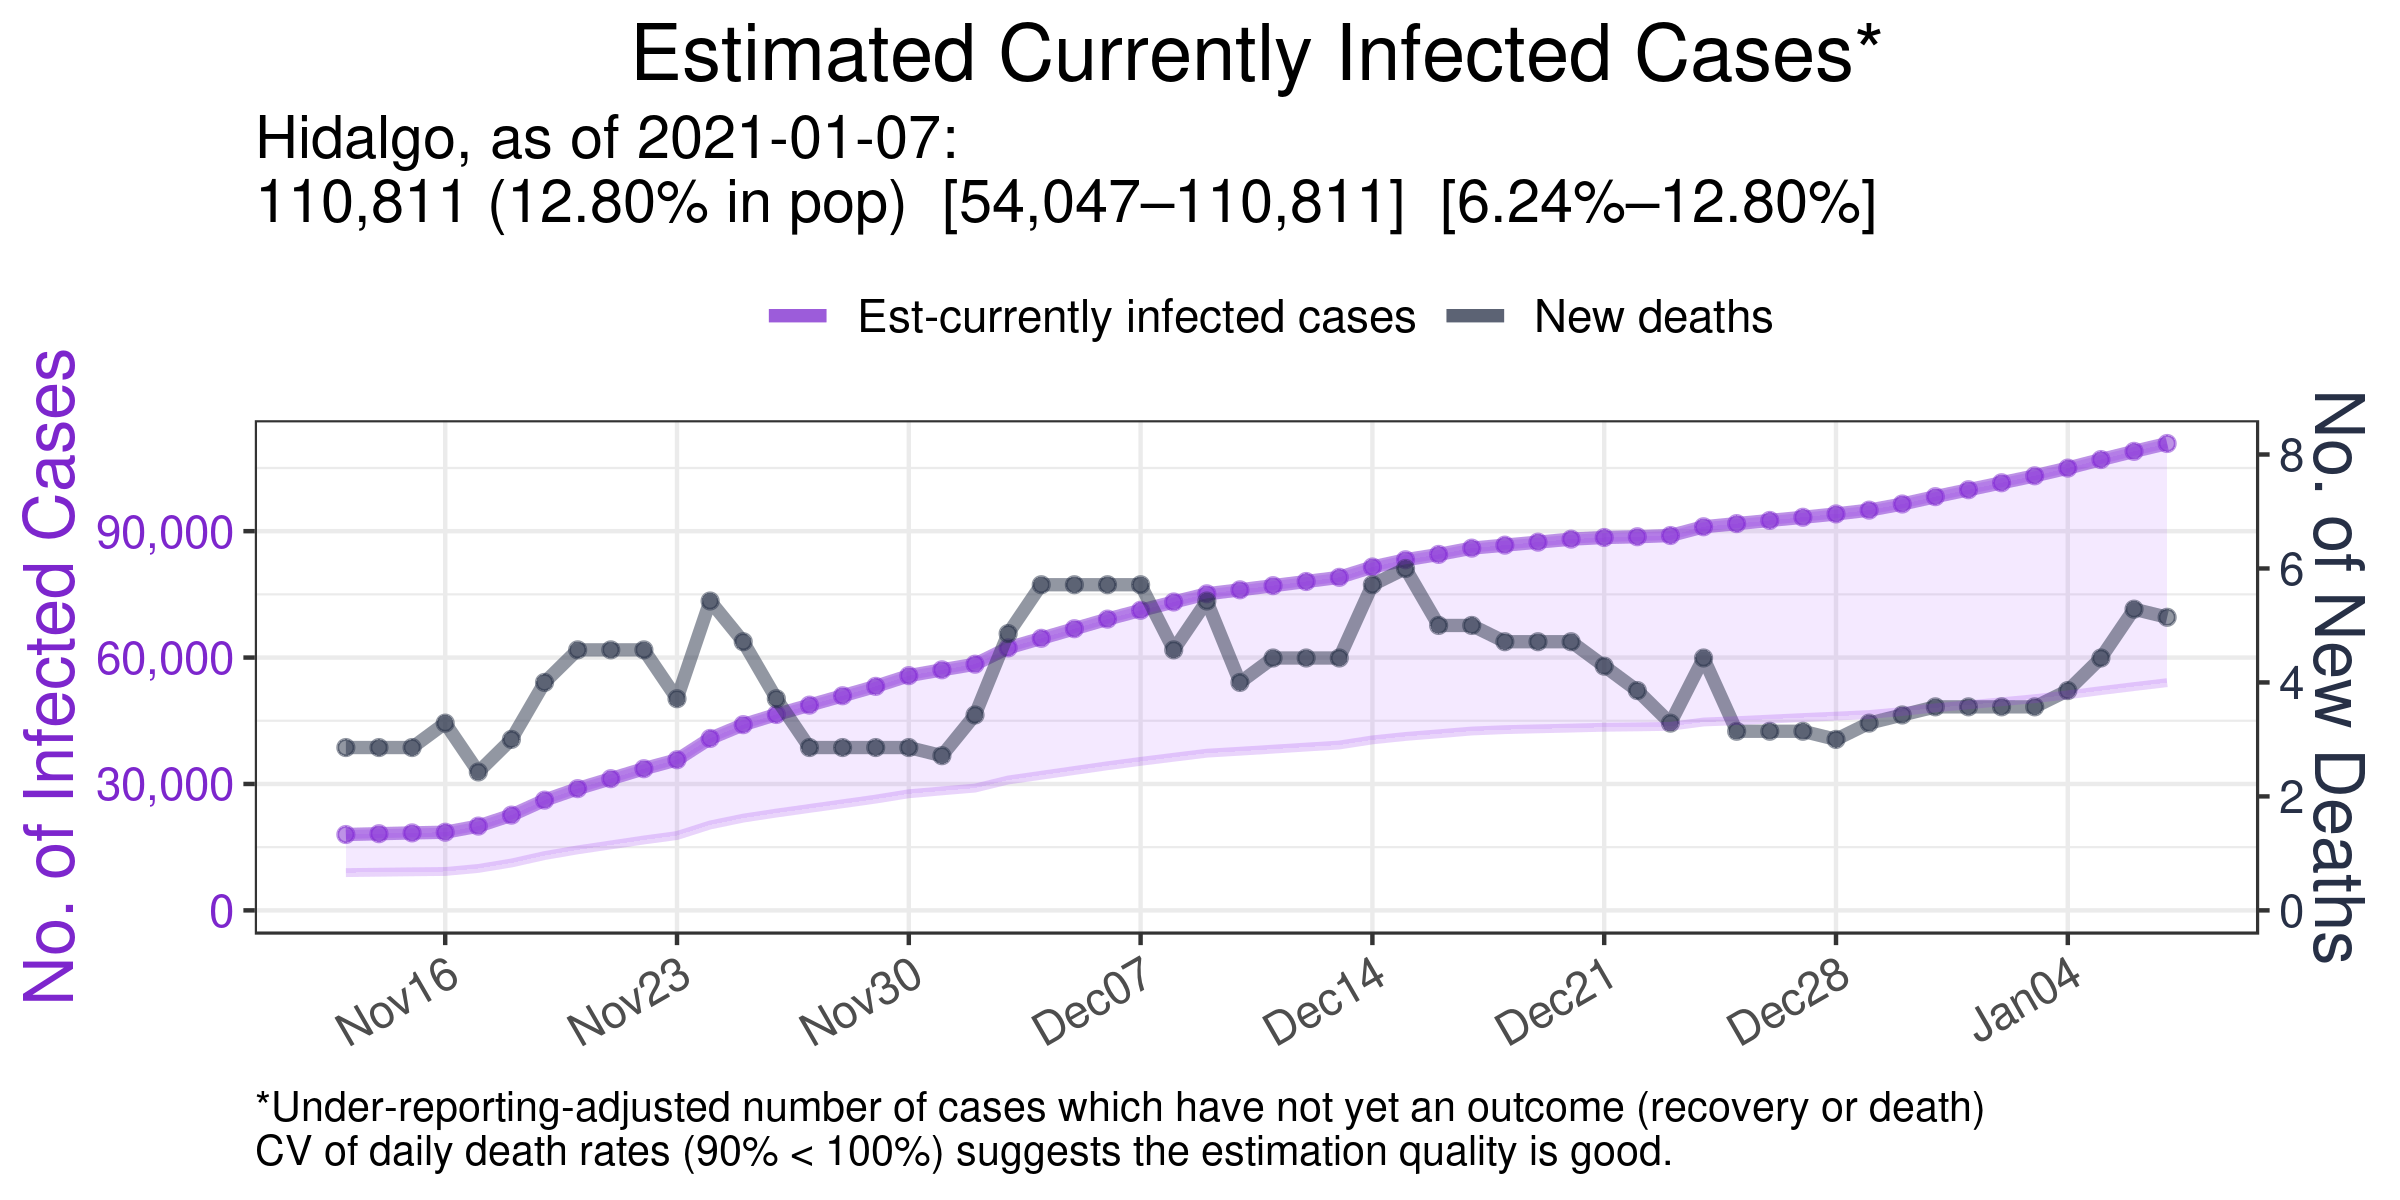 Estimated Currently Infected Cases*
Hidalgo, as of 2021-01-07:
110,811 (12.80% in pop)  [54,047–110,811]  [6.24%–12.80%]
Est-currently infected cases
New deaths
No. of Infected Cases
90,000
60,000
30,000
0
8
6
4
2
0
No. of New Deaths
Nov16
Nov23
Nov30
Dec07
Dec14
Dec21
Dec28
Jan04
*Under-reporting-adjusted number of cases which have not yet an outcome (recovery or death)
CV of daily death rates (90% < 100%) suggests the estimation quality is good.